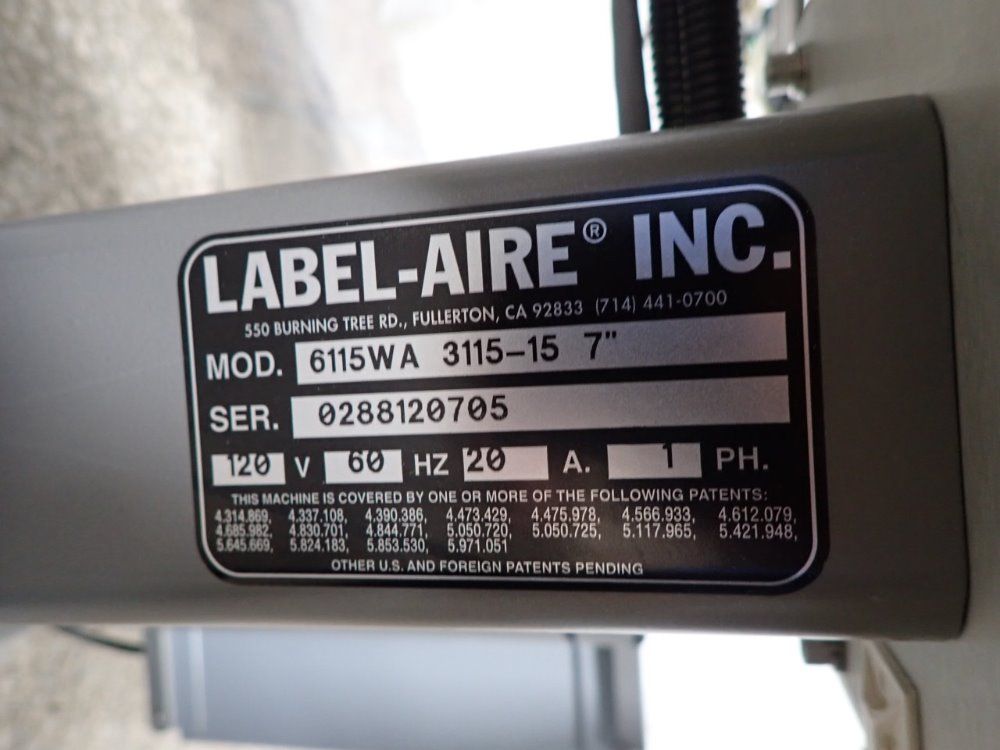 LABEL-AIRE® INC.
550 BURNING TREE RD., FULLERTON, CA 92833 (714) 441-0700
MOD. 6115WA 3115-15 7"
SER. 0288120705
120 V 60 HZ 20 A. 1 PH.
THIS MACHINE IS COVERED BY ONE OR MORE OF THE FOLLOWING PATENTS:
4.314.869, 4.337.108, 4.390.386, 4.473.429, 4.475.978, 4.566.933, 4.612.079,
4.685.982, 4.830.701, 4.844.771, 5.050.720, 5.050.725, 5.117.965, 5.421.948,
5.645.669, 5.824.183, 5.853.530, 5.971.051
OTHER U.S. AND FOREIGN PATENTS PENDING